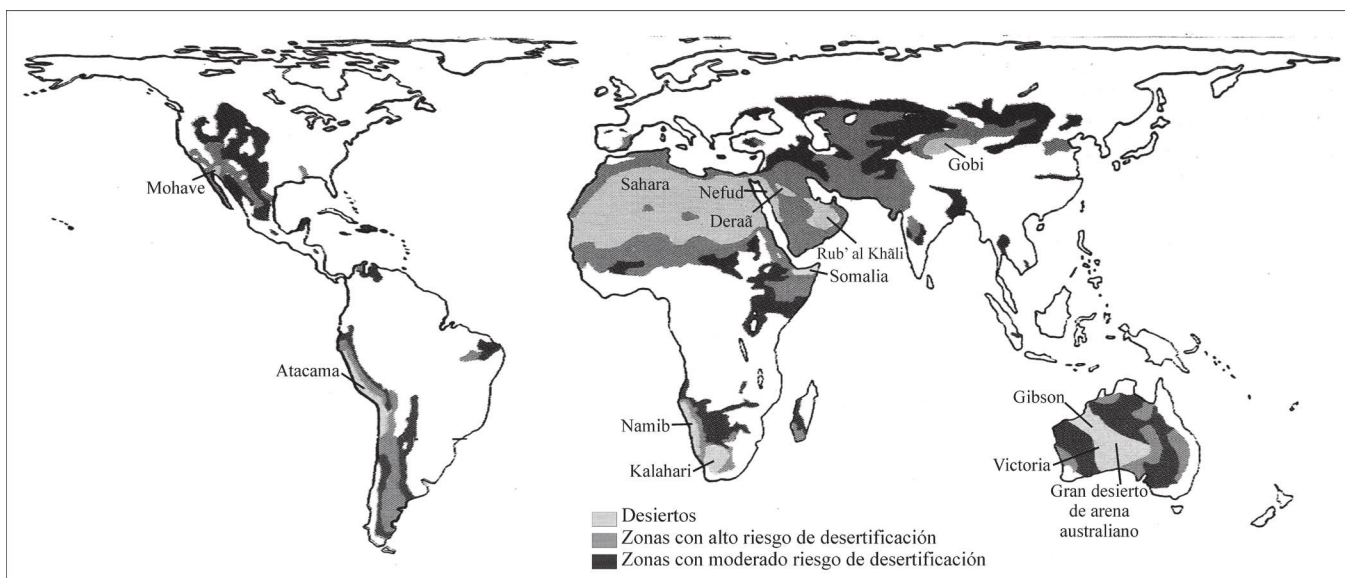 Mohave
Sahara
Nefud
Deraã
Gobi
Rub' al Khãli
Somalia
Atacama
Namib
Kalahari
Gibson
Victoria
Gran desierto
de arena
australiano
Desiertos
Zonas con alto riesgo de desertificación
Zonas con moderado riesgo de desertificación